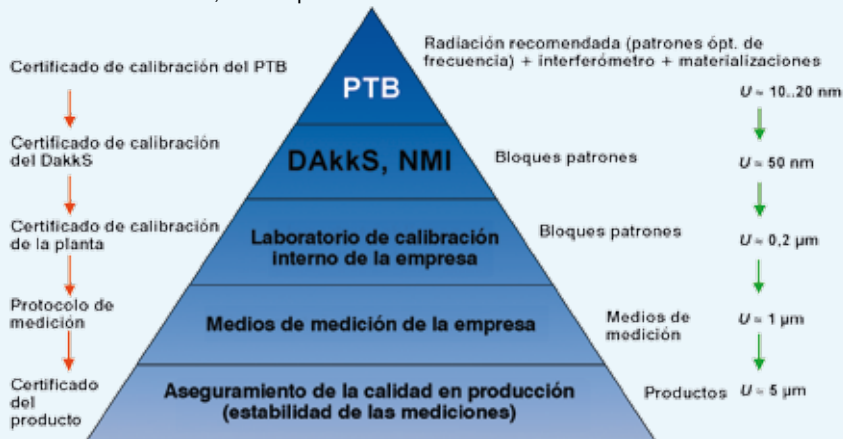 Certificado de calibración del PTB
Certificado de calibración
del DakkS
Certificado de calibración
de la planta
Protocolo de
medición
Certificado
del
producto
PTB
DAkkS, NMI
Laboratorio de calibración
interno de la empresa
Medios de medición de la empresa
Aseguramiento de la calidad en producción
(estabilidad de las mediciones)
Radiación recomendada (patrones ópt. de
frecuencia) + interferómetro + materializaciones
Bloques patrones
Bloques patrones
Medios de
medición
Productos
U ≈ 10..20 nm
U ≈ 50 nm
U ≈ 0,2 µm
U ≈ 1 µm
U ≈ 5 µm